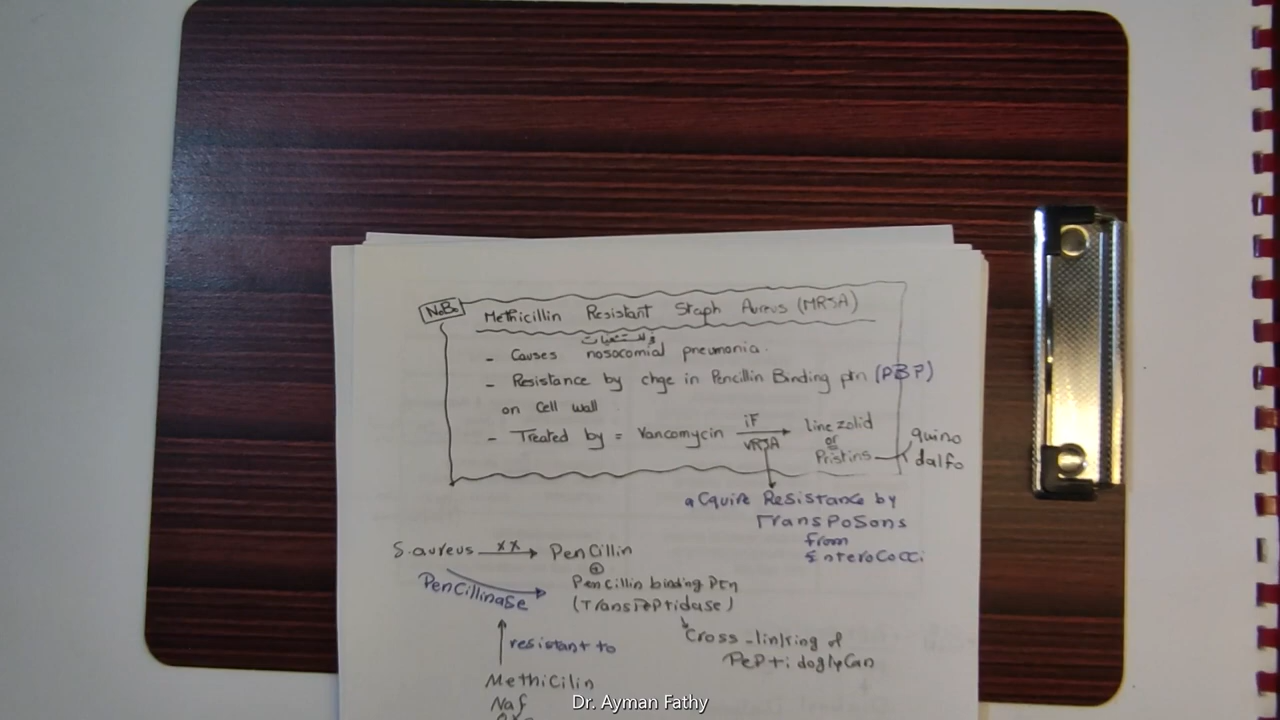 N.B.
Methicillin Resistant Staph Aureus (MRSA)
في المستشفيات
- Causes nosocomial pneumonia.
- Resistance by chge in Pencillin Binding ptn (PBP)
on Cell wall
- Treated by = Vancomycin iF VRSA → linezolid
or
Pristins quino
dalfo
acquire Resistance by
TransPoSons
from
EnteroCocci
S.aureus xx → PenCillin
⊕
Pencillinase
Pencillin binding Ptn
(TransPePtidase)
Cross-linking of
PePtidoglycan
↑ resistant to
MethiCilin
Naf
Dr. Ayman Fathy